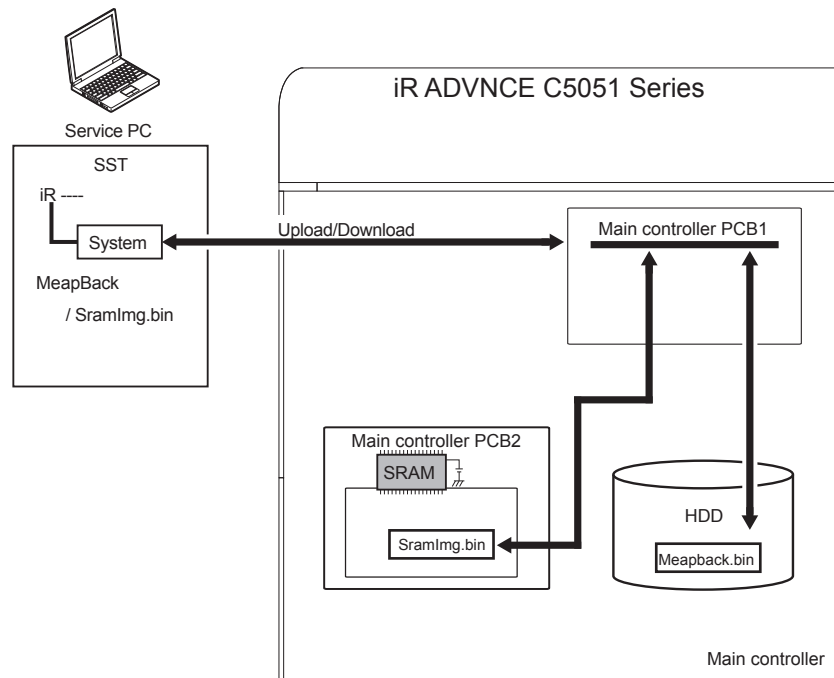 iR ADVNCE C5051 Series
Service PC
SST
iR ----
System
MeapBack
/ SramImg.bin
Upload/Download
Main controller PCB1
Main controller PCB2
SRAM
SramImg.bin
HDD
Meapback.bin
Main controller